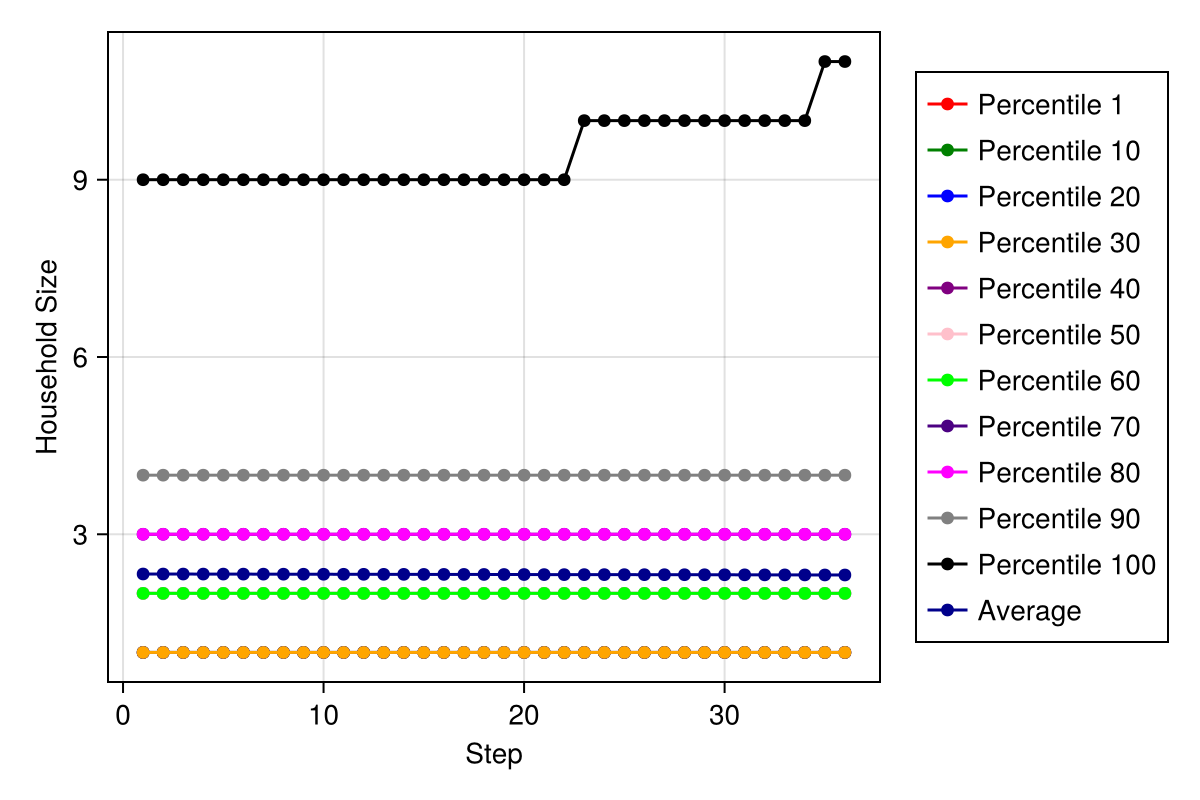 Household Size
9
6
3
0
10
20
30
Step
Percentile 1
Percentile 10
Percentile 20
Percentile 30
Percentile 40
Percentile 50
Percentile 60
Percentile 70
Percentile 80
Percentile 90
Percentile 100
Average